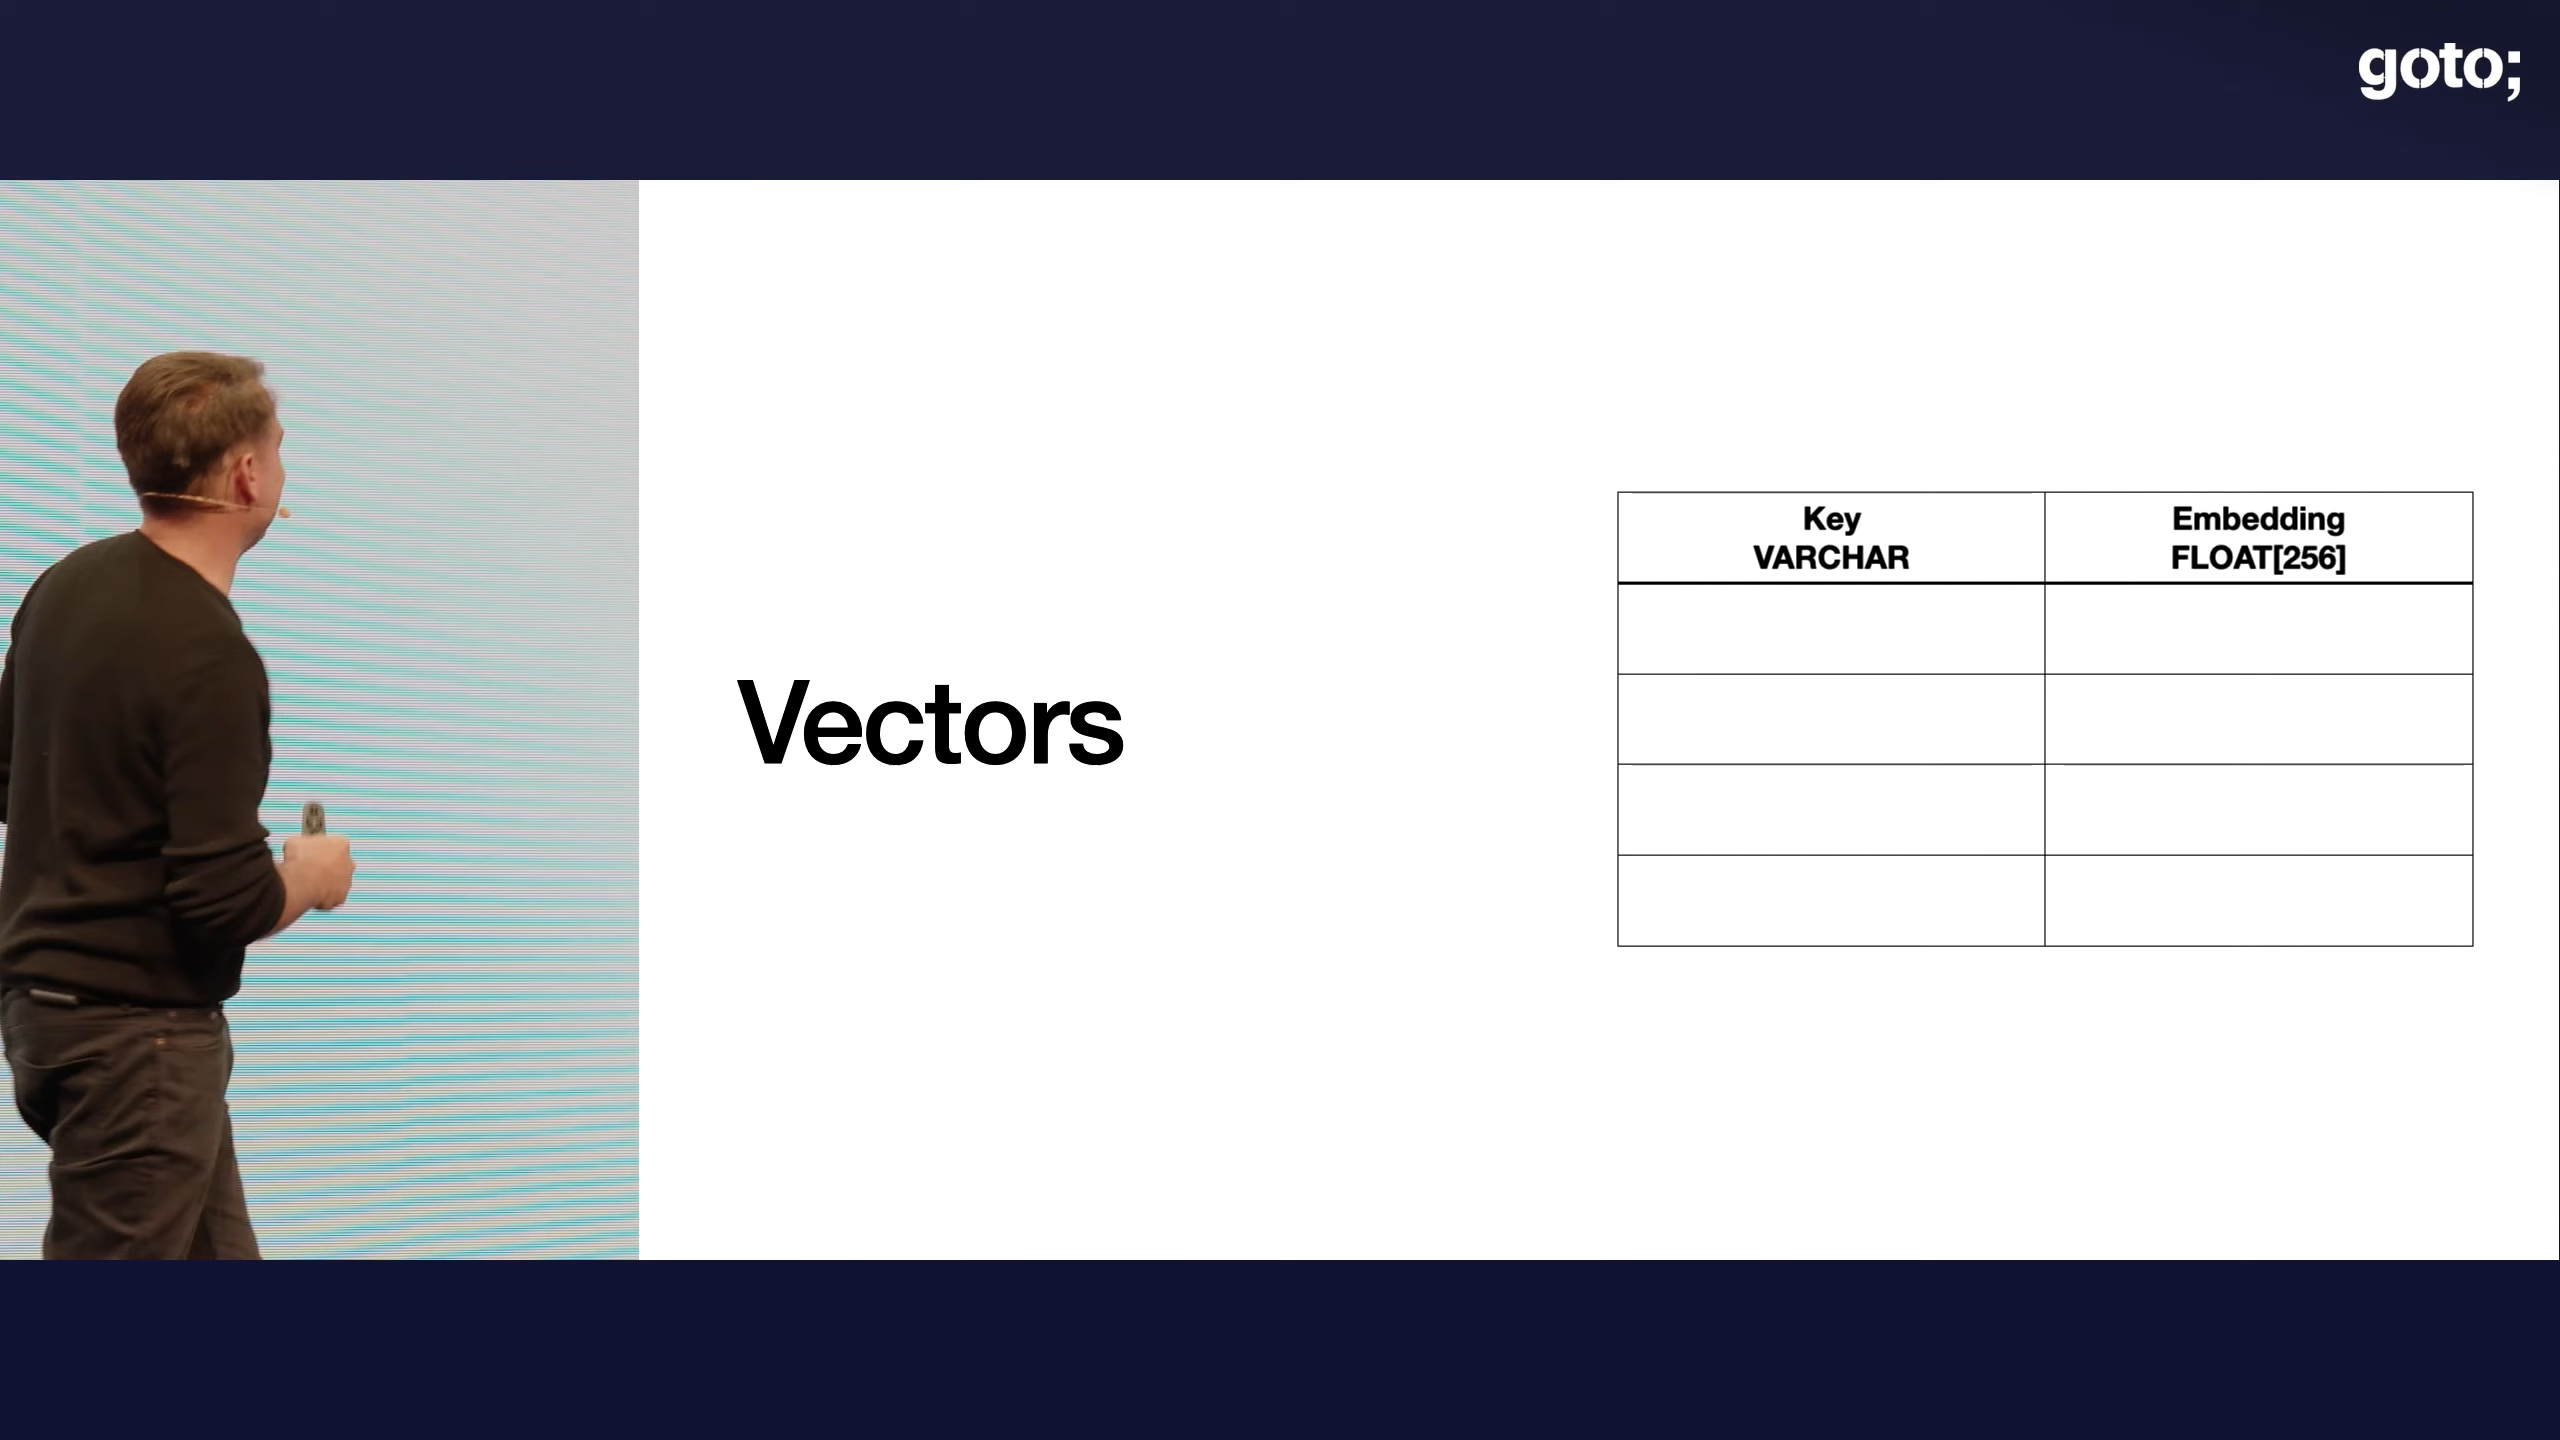 goto;
Vectors
Key
VARCHAR
Embedding
FLOAT[256]